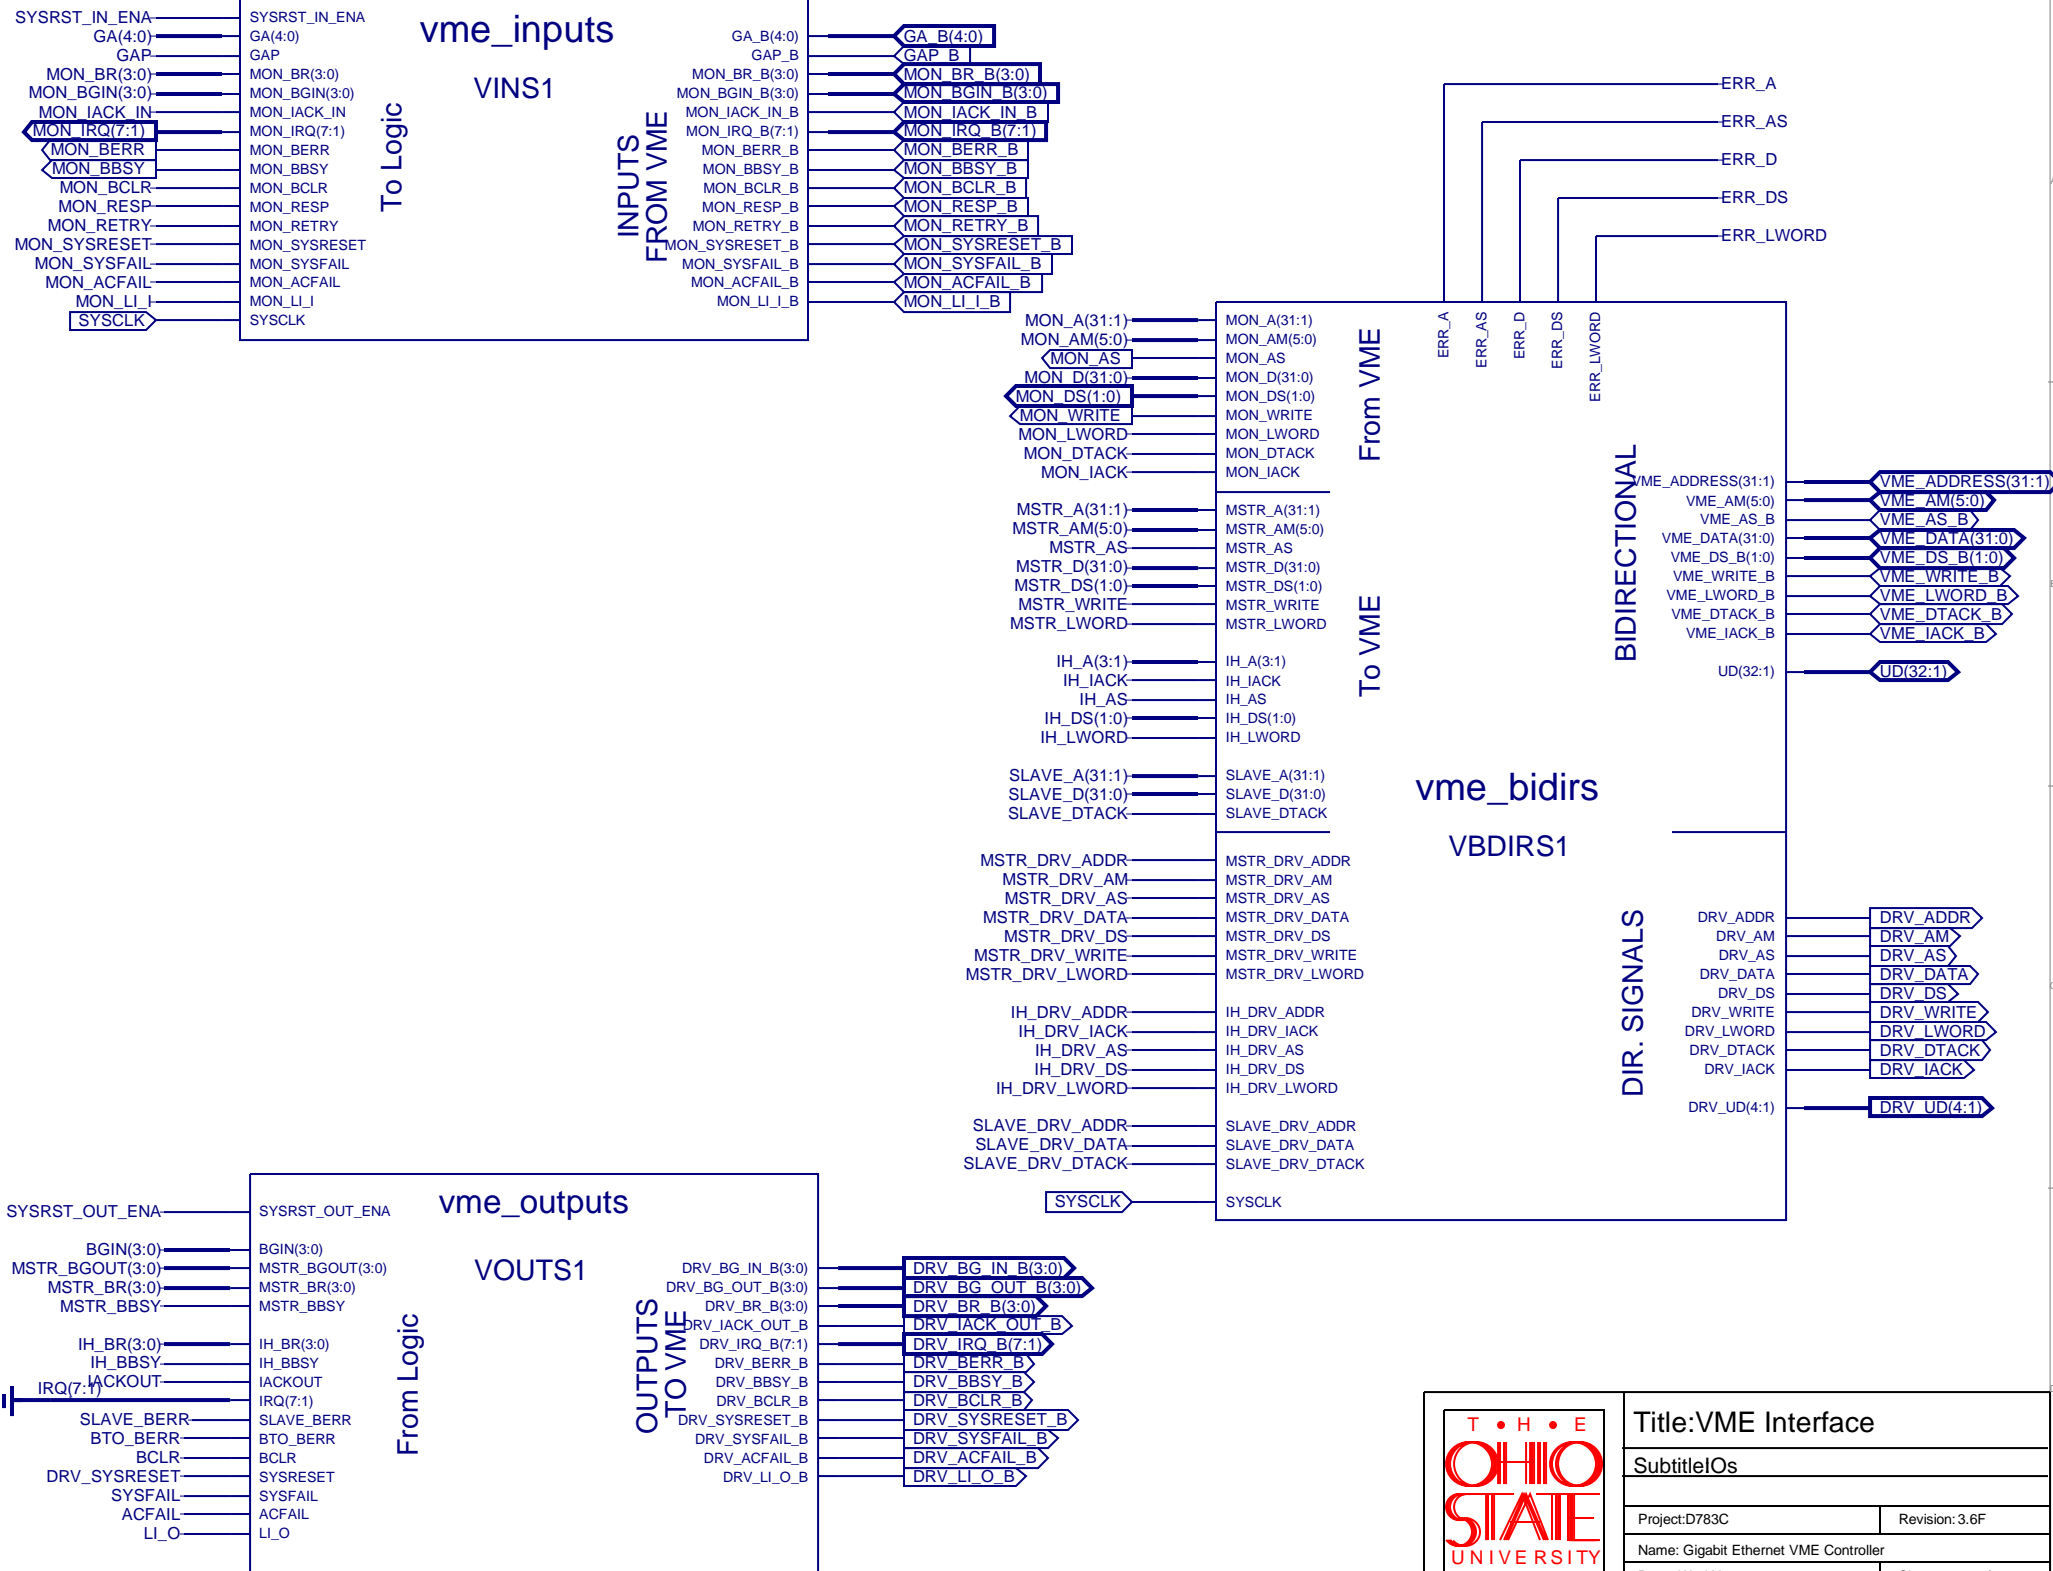 vme_inputs
VINS1
To Logic
INPUTS
FROM VME
SYSRST_IN_ENA SYSRST_IN_ENA
GA(4:0) GA(4:0) GA_B(4:0) GA_B(4:0)
GAP GAP GAP_B GAP_B
MON_BR(3:0) MON_BR(3:0) MON_BR_B(3:0) MON_BR_B(3:0)
MON_BGIN(3:0) MON_BGIN(3:0) MON_BGIN_B(3:0) MON_BGIN_B(3:0)
MON_IACK_IN MON_IACK_IN MON_IACK_IN_B MON_IACK_IN_B
MON_IRQ(7:1) MON_IRQ(7:1) MON_IRQ_B(7:1) MON_IRQ_B(7:1)
MON_BERR MON_BERR MON_BERR_B MON_BERR_B
MON_BBSY MON_BBSY MON_BBSY_B MON_BBSY_B
MON_BCLR MON_BCLR MON_BCLR_B MON_BCLR_B
MON_RESP MON_RESP MON_RESP_B MON_RESP_B
MON_RETRY MON_RETRY MON_RETRY_B MON_RETRY_B
MON_SYSRESET MON_SYSRESET MON_SYSRESET_B MON_SYSRESET_B
MON_SYSFAIL MON_SYSFAIL MON_SYSFAIL_B MON_SYSFAIL_B
MON_ACFAIL MON_ACFAIL MON_ACFAIL_B MON_ACFAIL_B
MON_LI_I MON_LI_I MON_LI_I_B MON_LI_I_B
SYSCLK SYSCLK
ERR_A
ERR_AS
ERR_D
ERR_DS
ERR_LWORD
ERR_A
ERR_AS
ERR_D
ERR_DS
ERR_LWORD
From VME
To VME
BIDIRECTIONAL
vme_bidirs
VBDIRS1
DIR. SIGNALS
MON_A(31:1) MON_A(31:1)
MON_AM(5:0) MON_AM(5:0)
MON_AS MON_AS
MON_D(31:0) MON_D(31:0)
MON_DS(1:0) MON_DS(1:0)
MON_WRITE MON_WRITE
MON_LWORD MON_LWORD
MON_DTACK MON_DTACK
MON_IACK MON_IACK
MSTR_A(31:1) MSTR_A(31:1)
MSTR_AM(5:0) MSTR_AM(5:0)
MSTR_AS MSTR_AS
MSTR_D(31:0) MSTR_D(31:0)
MSTR_DS(1:0) MSTR_DS(1:0)
MSTR_WRITE MSTR_WRITE
MSTR_LWORD MSTR_LWORD
IH_A(3:1) IH_A(3:1)
IH_IACK IH_IACK
IH_AS IH_AS
IH_DS(1:0) IH_DS(1:0)
IH_LWORD IH_LWORD
SLAVE_A(31:1) SLAVE_A(31:1)
SLAVE_D(31:0) SLAVE_D(31:0)
SLAVE_DTACK SLAVE_DTACK
MSTR_DRV_ADDR MSTR_DRV_ADDR
MSTR_DRV_AM MSTR_DRV_AM
MSTR_DRV_AS MSTR_DRV_AS
MSTR_DRV_DATA MSTR_DRV_DATA
MSTR_DRV_DS MSTR_DRV_DS
MSTR_DRV_WRITE MSTR_DRV_WRITE
MSTR_DRV_LWORD MSTR_DRV_LWORD
IH_DRV_ADDR IH_DRV_ADDR
IH_DRV_IACK IH_DRV_IACK
IH_DRV_AS IH_DRV_AS
IH_DRV_DS IH_DRV_DS
IH_DRV_LWORD IH_DRV_LWORD
SLAVE_DRV_ADDR SLAVE_DRV_ADDR
SLAVE_DRV_DATA SLAVE_DRV_DATA
SLAVE_DRV_DTACK SLAVE_DRV_DTACK
SYSCLK SYSCLK
VME_ADDRESS(31:1) VME_ADDRESS(31:1)
VME_AM(5:0) VME_AM(5:0)
VME_AS_B VME_AS_B
VME_DATA(31:0) VME_DATA(31:0)
VME_DS_B(1:0) VME_DS_B(1:0)
VME_WRITE_B VME_WRITE_B
VME_LWORD_B VME_LWORD_B
VME_DTACK_B VME_DTACK_B
VME_IACK_B VME_IACK_B
UD(32:1) UD(32:1)
DRV_ADDR DRV_ADDR
DRV_AM DRV_AM
DRV_AS DRV_AS
DRV_DATA DRV_DATA
DRV_DS DRV_DS
DRV_WRITE DRV_WRITE
DRV_LWORD DRV_LWORD
DRV_DTACK DRV_DTACK
DRV_IACK DRV_IACK
DRV_UD(4:1) DRV_UD(4:1)
vme_outputs
VOUTS1
From Logic
OUTPUTS
TO VME
SYSRST_OUT_ENA SYSRST_OUT_ENA
BGIN(3:0) BGIN(3:0)
MSTR_BGOUT(3:0) MSTR_BGOUT(3:0)
MSTR_BR(3:0) MSTR_BR(3:0)
MSTR_BBSY MSTR_BBSY
IH_BR(3:0) IH_BR(3:0)
IH_BBSY IH_BBSY
IACKOUT IACKOUT
IRQ(7:1) IRQ(7:1)
SLAVE_BERR SLAVE_BERR
BTO_BERR BTO_BERR
BCLR BCLR
DRV_SYSRESET SYSRESET
SYSFAIL SYSFAIL
ACFAIL ACFAIL
LI_O LI_O
DRV_BG_IN_B(3:0) DRV_BG_IN_B(3:0)
DRV_BG_OUT_B(3:0) DRV_BG_OUT_B(3:0)
DRV_BR_B(3:0) DRV_BR_B(3:0)
DRV_IACK_OUT_B DRV_IACK_OUT_B
DRV_IRQ_B(7:1) DRV_IRQ_B(7:1)
DRV_BERR_B DRV_BERR_B
DRV_BBSY_B DRV_BBSY_B
DRV_BCLR_B DRV_BCLR_B
DRV_SYSRESET_B DRV_SYSRESET_B
DRV_SYSFAIL_B DRV_SYSFAIL_B
DRV_ACFAIL_B DRV_ACFAIL_B
DRV_LI_O_B DRV_LI_O_B
T • H • E
OHIO
STATE
UNIVERSITY
Title:VME Interface
SubtitleIOs
Project:D783C Revision: 3.6F
Name: Gigabit Ethernet VME Controller